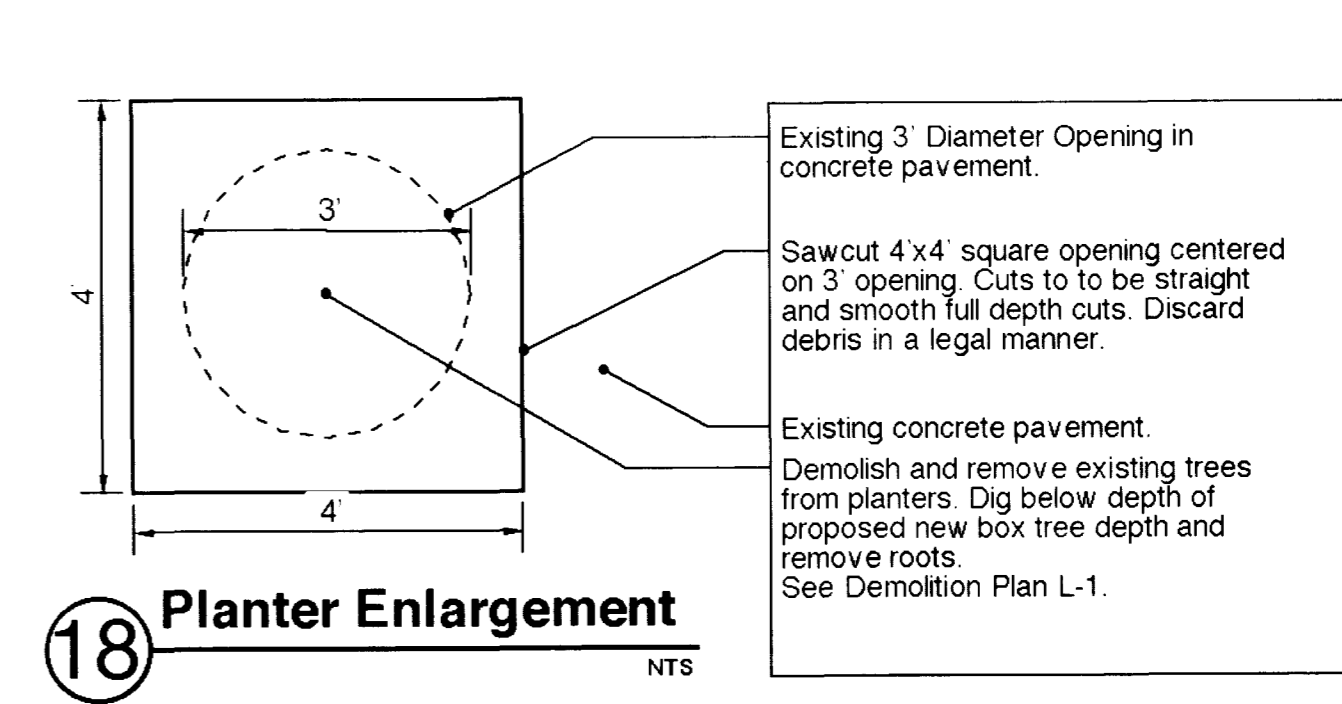 Existing 3' Diameter Opening in
concrete pavement.
3'
Sawcut 4'x4' square opening centered
on 3' opening. Cuts to to be straight
and smooth full depth cuts. Discard
debris in a legal manner.
4'
Existing concrete pavement.
Demolish and remove existing trees
from planters. Dig below depth of
proposed new box tree depth and
remove roots.
See Demolition Plan L-1.
4'
18 Planter Enlargement
NTS